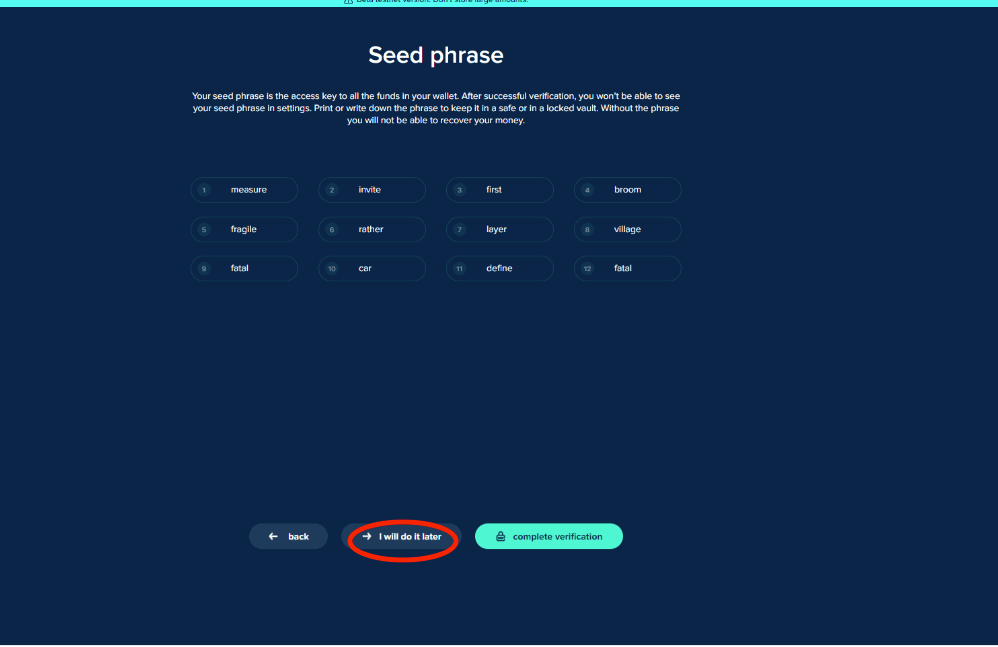 Beta testnet version. Don't store large amounts.
Seed phrase
Your seed phrase is the access key to all the funds in your wallet. After successful verification, you won't be able to see
your seed phrase in settings. Print or write down the phrase to keep it in a safe or in a locked vault. Without the phrase
you will not be able to recover your money.
1 measure 2 invite 3 first 4 broom
5 fragile 6 rather 7 layer 8 village
9 fatal 10 car 11 define 12 fatal
← back → I will do it later complete verification